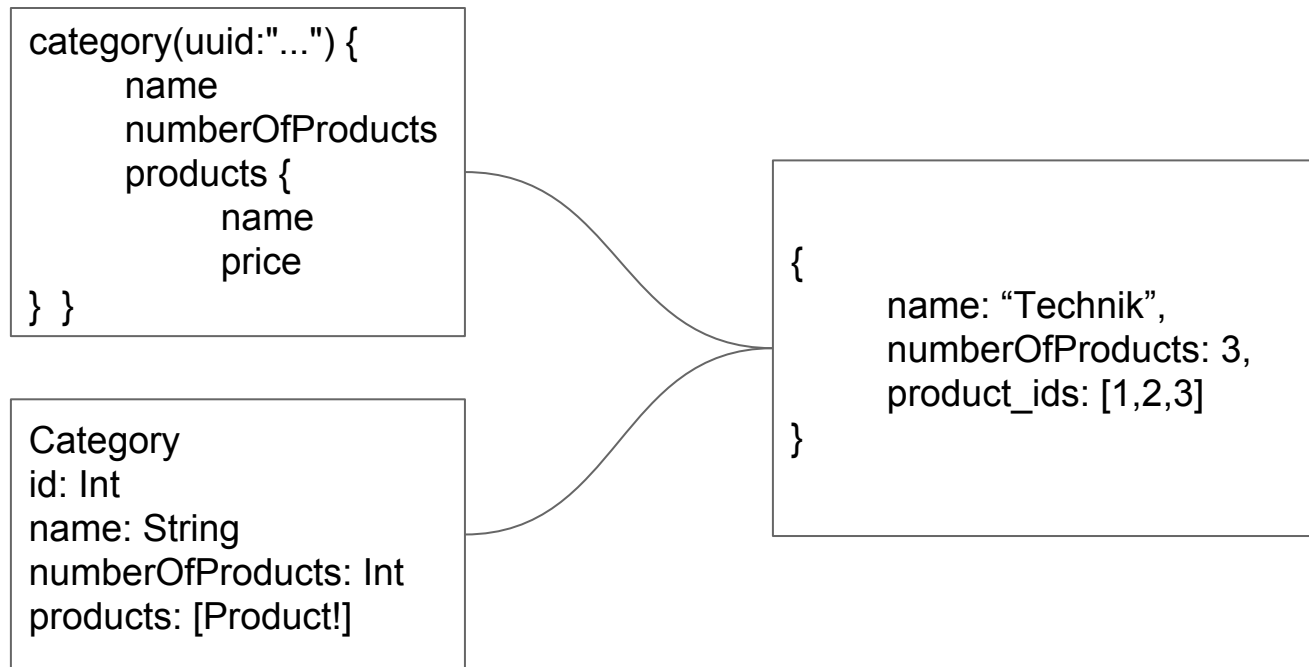 category(uuid:"...") {
name
numberOfProducts
products {
name
price
} }
Category
id: Int
name: String
numberOfProducts: Int
products: [Product!]
{
name: “Technik”,
numberOfProducts: 3,
product_ids: [1,2,3]
}